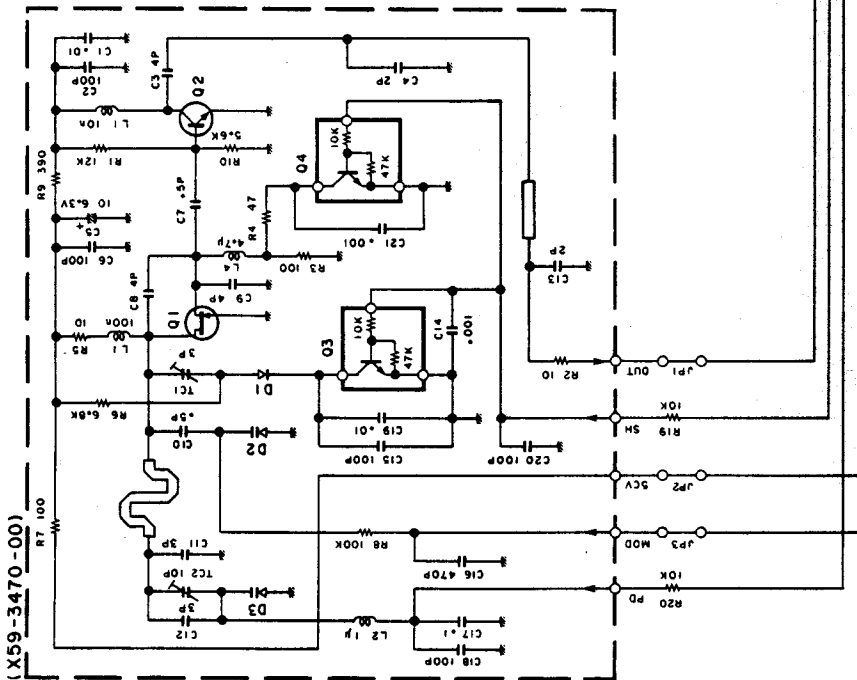 (X59-3470-00)
C1 .01
C2
100P
C3 4P
C4 2P
L1 10n
Q2
R1 12K
5.6K
R10
R9 390
10 6.3V
C5
+
C6 100P
C7 .5P
Q4
10K
47K
R4 47
C21 .001
4.7μ
L4
R3 100
C8 4P
C9 4P
Q1
R5
10
L1
100n
3P
TC1
D1
Q3
10K
47K
C14
.001
R6 6.8K
C13
2P
R2 10
OUT
JP1
C19 .01
C15 100P
C20 100P
SH
R19
10K
.5P
C10
D2
5CV
JP2
R7 100
R8 100K
MOD
JP3
C11
3P
TC2 10P
3P
C12
D3
C16 470P
PD
R20
10K
L2 1μ
C17 .1
C18 100P